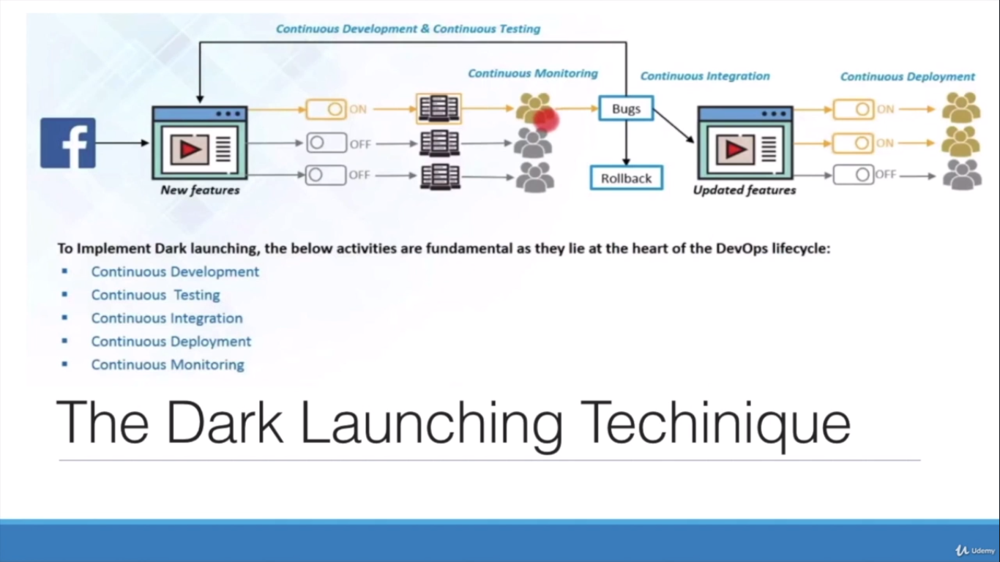 Continuous Development & Continuous Testing
Continuous Monitoring
Continuous Integration
Continuous Deployment
f
ON
OFF
OFF
Bugs
Rollback
ON
ON
OFF
New features
Updated features
To Implement Dark launching, the below activities are fundamental as they lie at the heart of the DevOps lifecycle:
Continuous Development
Continuous Testing
Continuous Integration
Continuous Deployment
Continuous Monitoring
The Dark Launching Techinique
Udemy